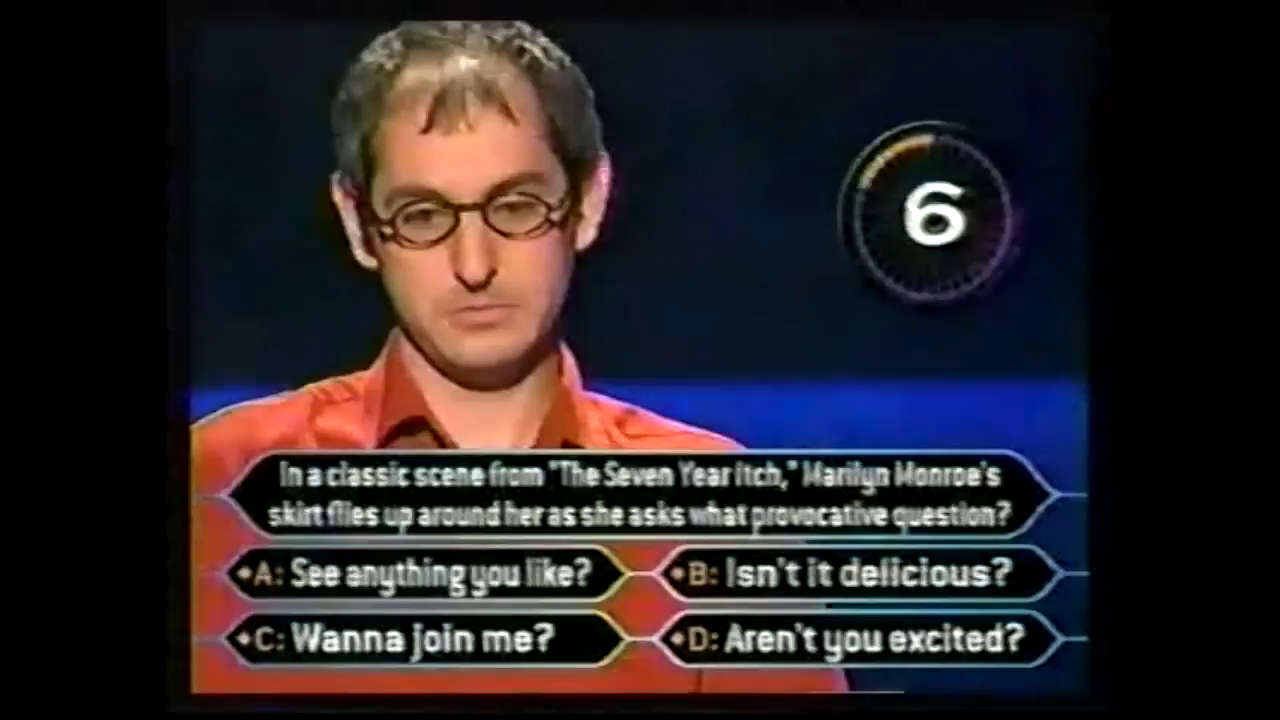 6
In a classic scene from "The Seven Year Itch," Marilyn Monroe's
skirt flies up around her as she asks what provocative question?
A: See anything you like?
B: Isn't it delicious?
C: Wanna join me?
D: Aren't you excited?